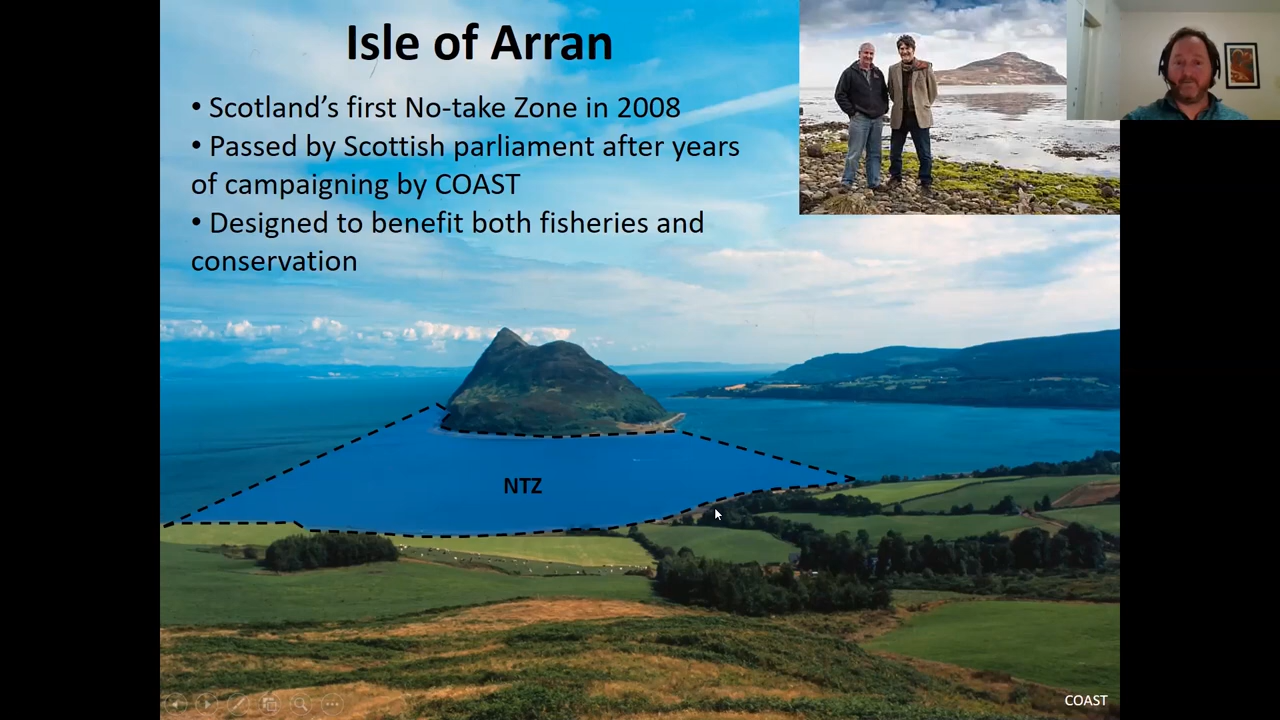 Isle of Arran
• Scotland’s first No-take Zone in 2008
• Passed by Scottish parliament after years
of campaigning by COAST
• Designed to benefit both fisheries and
conservation
NTZ
COAST